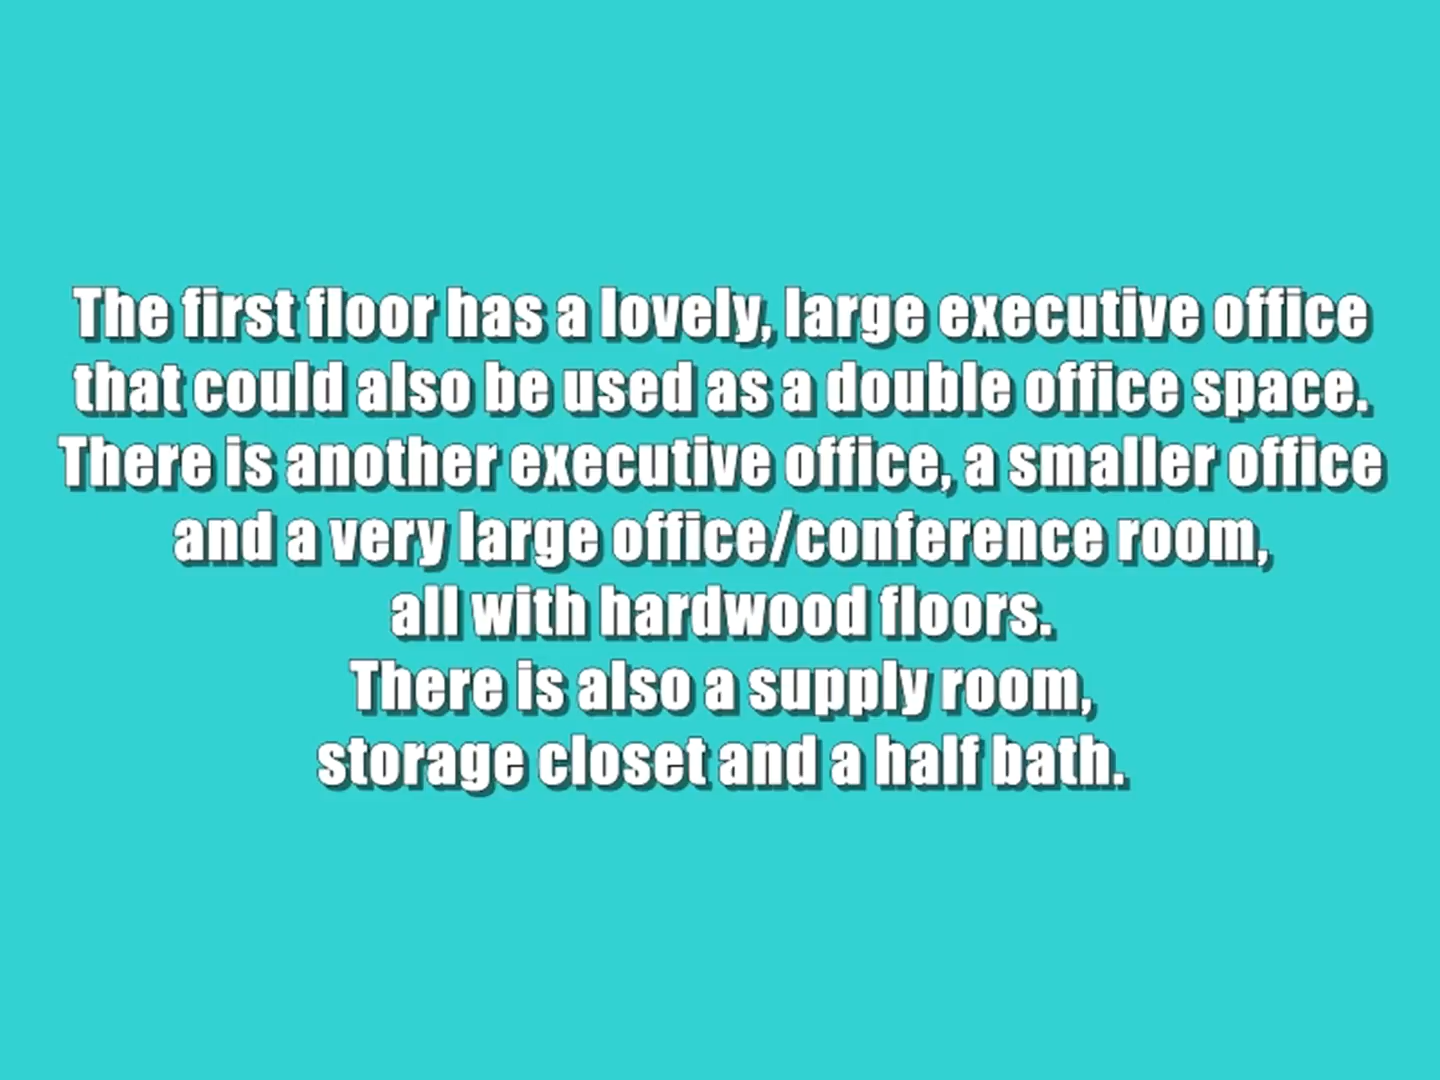 The first floor has a lovely, large executive office
that could also be used as a double office space.
There is another executive office, a smaller office
and a very large office/conference room,
all with hardwood floors.
There is also a supply room,
storage closet and a half bath.